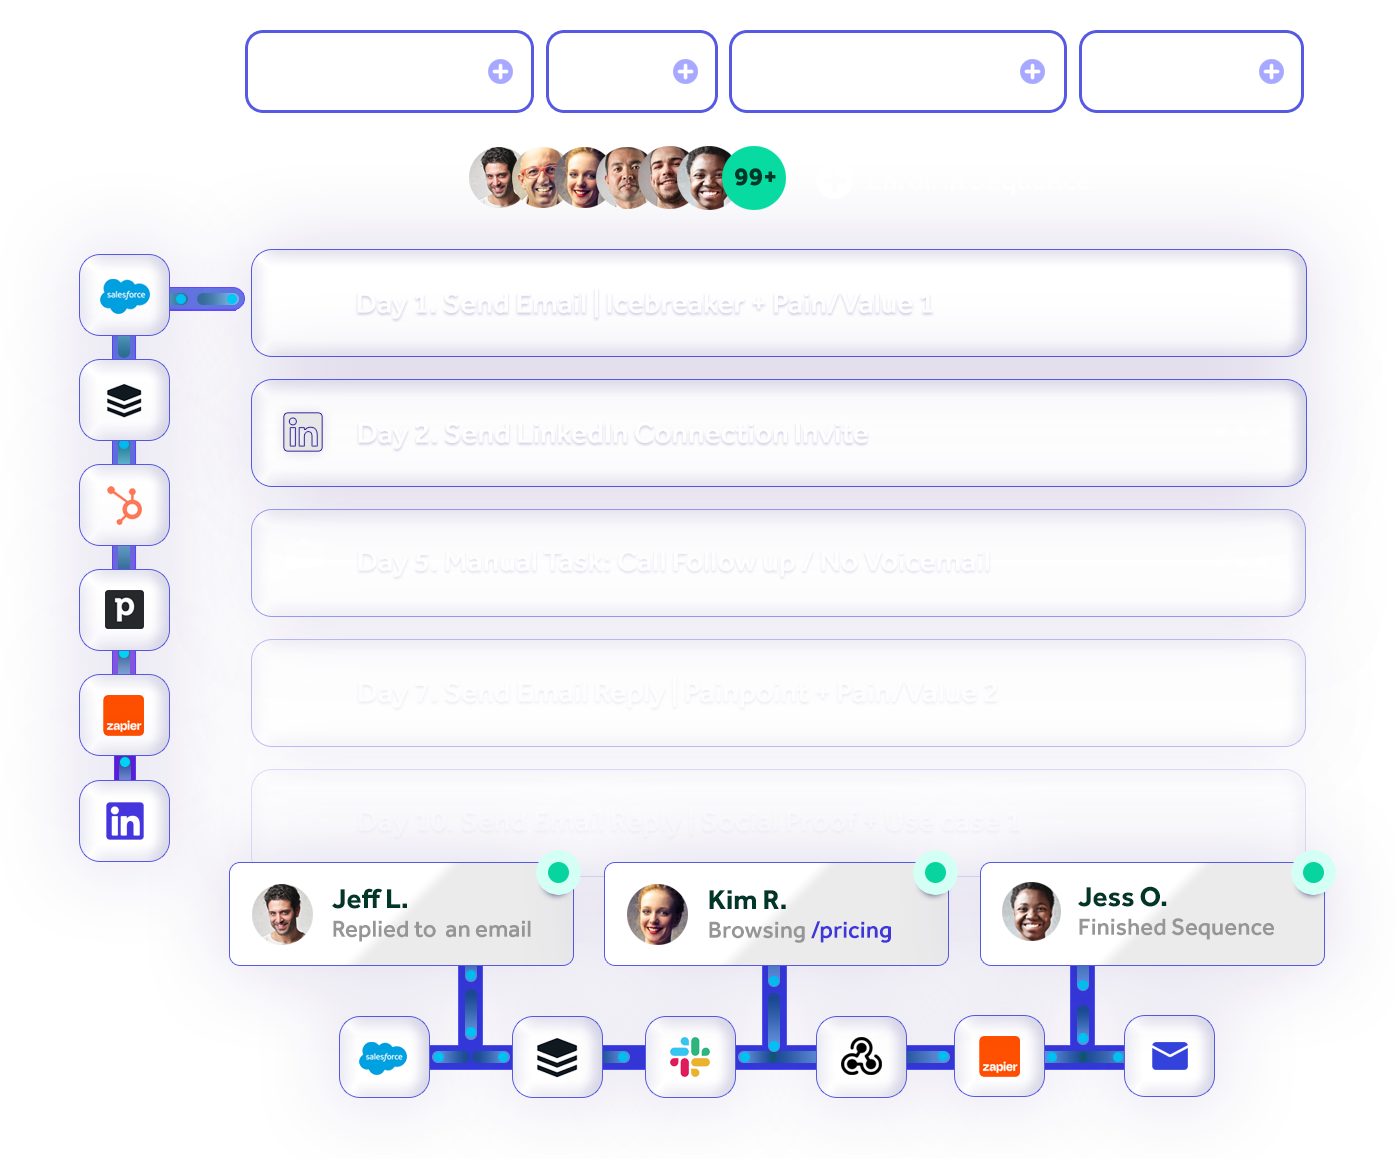 99+
salesforce
Day 1. Send Email | Icebreaker + Pain/Value 1
in
Day 2. Send LinkedIn Connection Invite
Day 5. Manual Task: Call Follow up / No Voicemail
p
Day 7. Send Email Reply | Painpoint + Pain/Value 2
zapier
in
Day 10. Send Email Reply | Social Proof + Use case 1
Jeff L.
Replied to an email
Kim R.
Browsing /pricing
Jess O.
Finished Sequence
salesforce
zapier